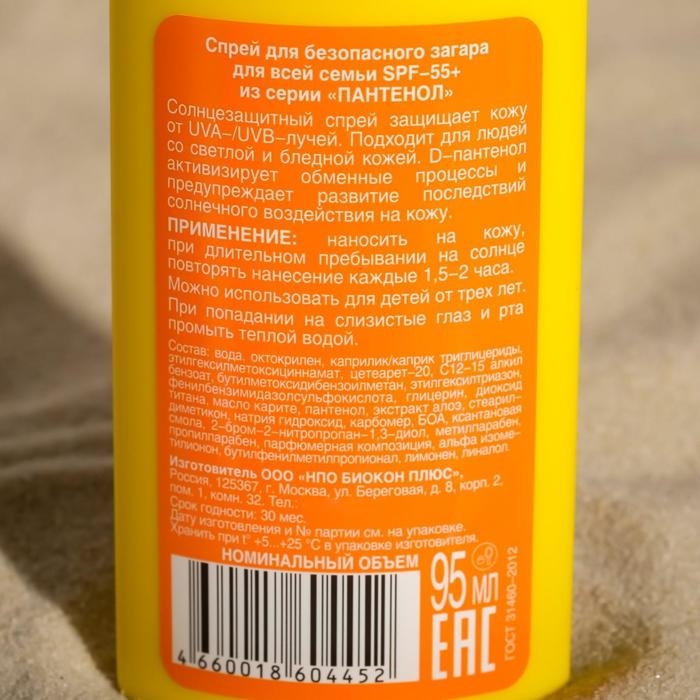 Спрей для безопасного загара
для всей семьи SPF–55+
из серии «ПАНТЕНОЛ»
Солнцезащитный спрей защищает кожу
от UVA–/UVB–лучей. Подходит для людей
со светлой и бледной кожей. D–пантенол
активизирует обменные процессы и
предупреждает развитие последствий
солнечного воздействия на кожу.
ПРИМЕНЕНИЕ: наносить на кожу,
при длительном пребывании на солнце
повторять нанесение каждые 1,5–2 часа.
Можно использовать для детей от трех лет.
При попадании на слизистые глаз и рта
промыть теплой водой.
Состав: вода, октокрилен, каприлик/каприк триглицериды,
этилгексилметоксициннамат, цетеарет–20, C12–15 алкил
бензоат, бутилметоксидибензоилметан, этилгексилтриазон,
фенилбензимидазолсульфокислота, глицерин, диоксид
титана, масло карите, пантенол, экстракт алоэ, стеарил–
диметикон, натрия гидроксид, карбомер, БОА, ксантановая
смола, 2–бром–2–нитропропан–1,3–диол, метилпарабен,
пропилпарабен, парфюмерная композиция, альфа изоме–
тилионон, бутилфенилметилпропионал, лимонен, линалол.
Изготовитель ООО «НПО БИОКОН ПЛЮС»,
Россия, 125367, г. Москва, ул. Береговая, д. 8, корп. 2,
пом. 1, комн. 32. Тел.:
Срок годности: 30 мес.
Дату изготовления и № партии см. на упаковке.
Хранить при t° +5...+25 °C в упаковке изготовителя.
НОМИНАЛЬНЫЙ ОБЪЕМ
95 мл
EAC
ГОСТ 31460–2012
4 660018 604452